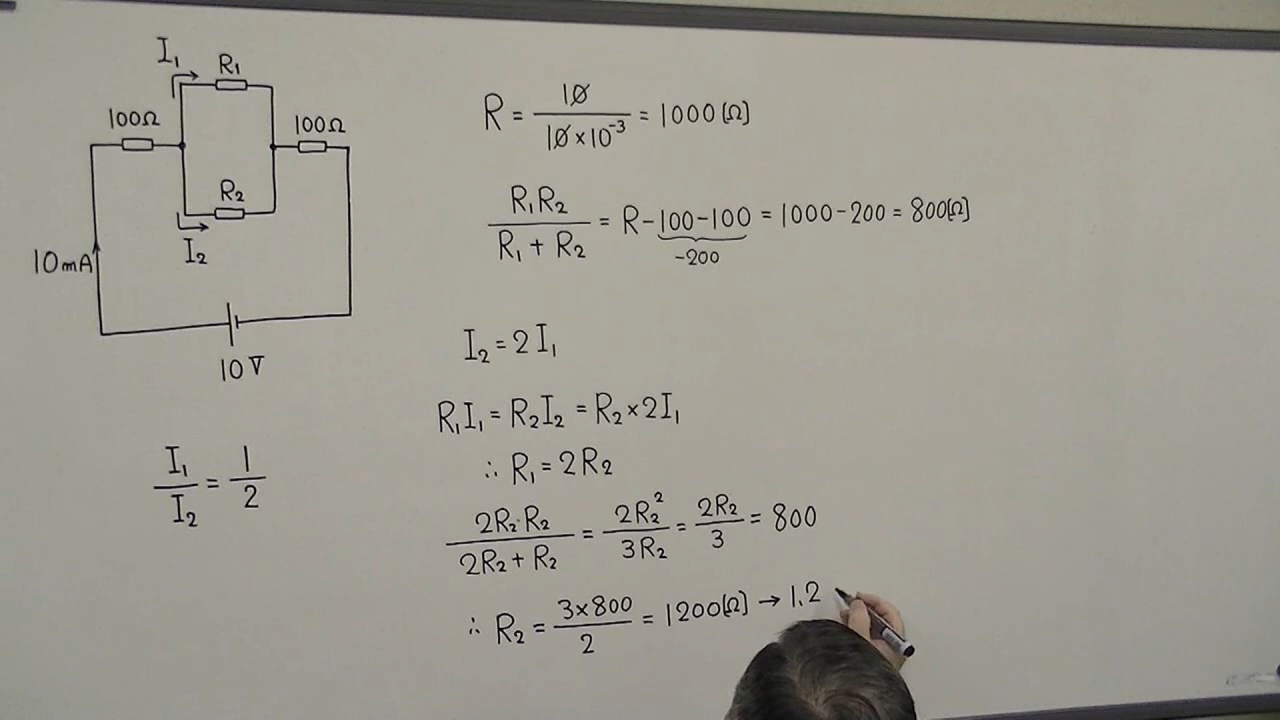 I₁
R₁
100Ω
100Ω
R₂
I₂
10mA
10V
I₁/I₂ = 1/2
R = 10/(10×10⁻³) = 1000[Ω]
R₁R₂/(R₁ + R₂) = R-100-100 = 1000-200 = 800[Ω]
-200
I₂ = 2I₁
R₁I₁ = R₂I₂ = R₂×2I₁
∴ R₁ = 2R₂
2R₂·R₂/(2R₂ + R₂) = 2R₂²/3R₂ = 2R₂/3 = 800
∴ R₂ = 3×800/2 = 1200[Ω] → 1.2